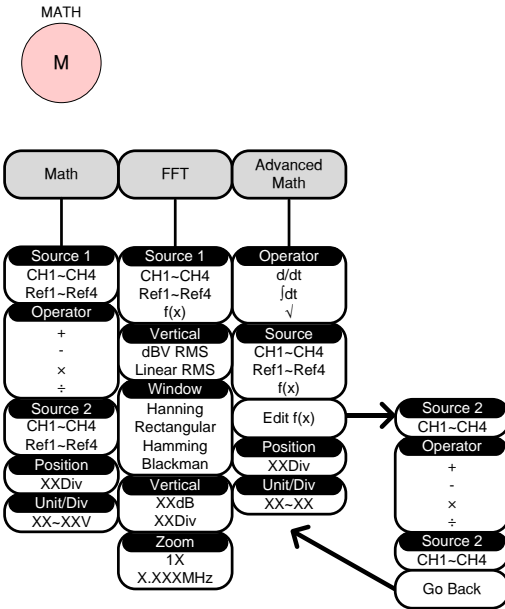 MATH
M
Math
FFT
Advanced
Math
Source 1
CH1~CH4
Ref1~Ref4
Operator
+
-
×
÷
Source 2
CH1~CH4
Ref1~Ref4
Position
XXDiv
Unit/Div
XX~XXV
Source 1
CH1~CH4
Ref1~Ref4
f(x)
Vertical
dBV RMS
Linear RMS
Window
Hanning
Rectangular
Hamming
Blackman
Vertical
XXdB
XXDiv
Zoom
1X
X.XXXMHz
Operator
d/dt
∫dt
√
Source
CH1~CH4
Ref1~Ref4
f(x)
Edit f(x)
Position
XXDiv
Unit/Div
XX~XX
Source 2
CH1~CH4
Operator
+
-
×
÷
Source 2
CH1~CH4
Go Back